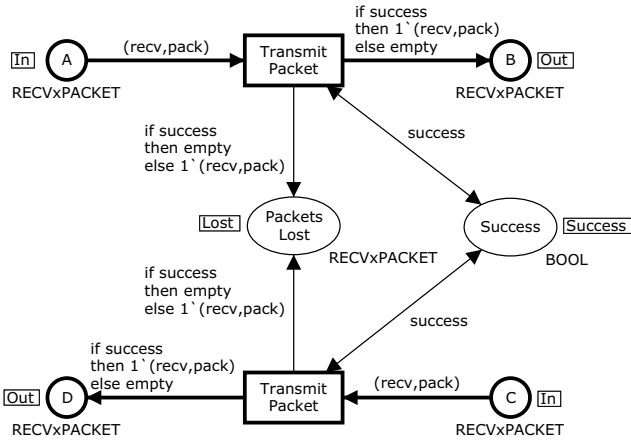 if success
then 1`(recv,pack)
else empty
In
A
(recv,pack)
Transmit
Packet
B
Out
RECVxPACKET
RECVxPACKET
if success
then empty
else 1`(recv,pack)
success
Lost
Packets
Lost
Success
Success
RECVxPACKET
BOOL
if success
then empty
else 1`(recv,pack)
success
if success
then 1`(recv,pack)
else empty
Out
D
Transmit
Packet
(recv,pack)
C
In
RECVxPACKET
RECVxPACKET